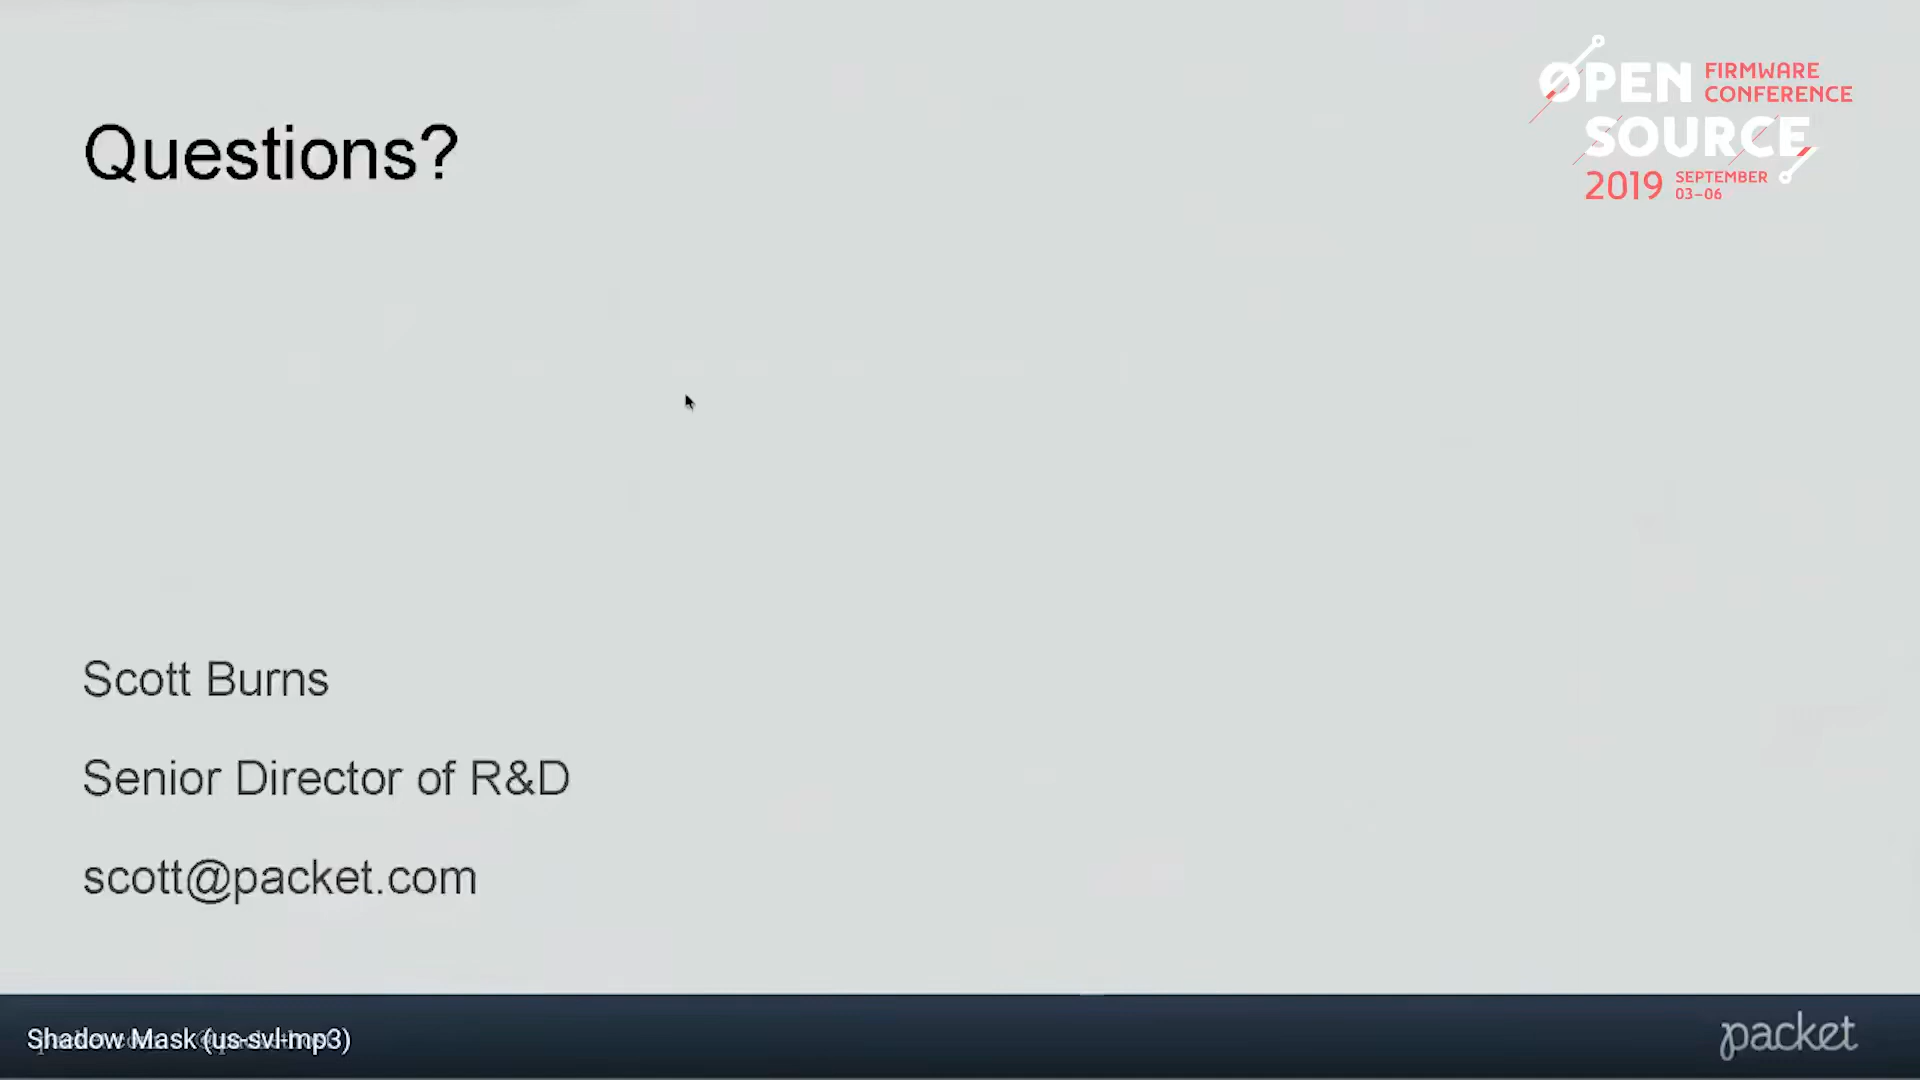 Questions?
OPEN SOURCE
FIRMWARE
CONFERENCE
2019 SEPTEMBER
03–06
Scott Burns
Senior Director of R&D
scott@packet.com
Shadow Mask (us-svl-mp3)
packet